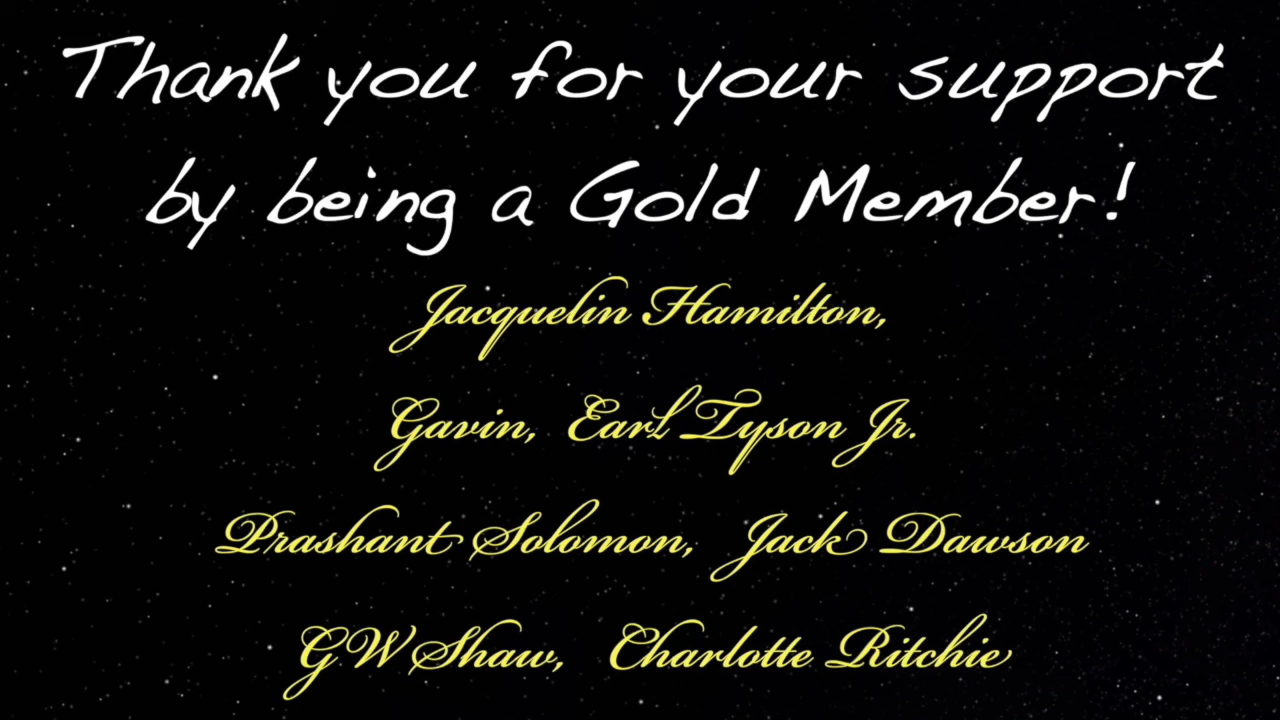 Thank you for your support
by being a Gold Member!
Jacquelin Hamilton,
Gavin, Earl Tyson Jr.
Prashant Solomon, Jack Dawson
GW Shaw, Charlotte Ritchie